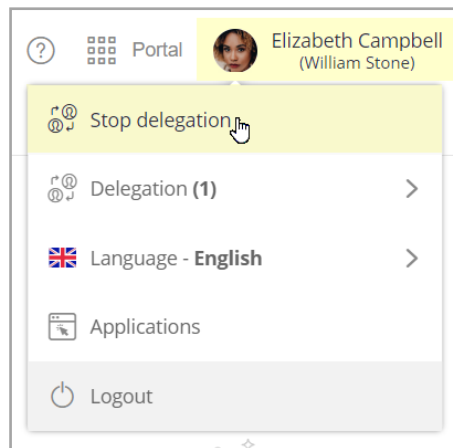 ? Portal Elizabeth Campbell
(William Stone)
Stop delegation
Delegation (1)
Language - English
Applications
Logout